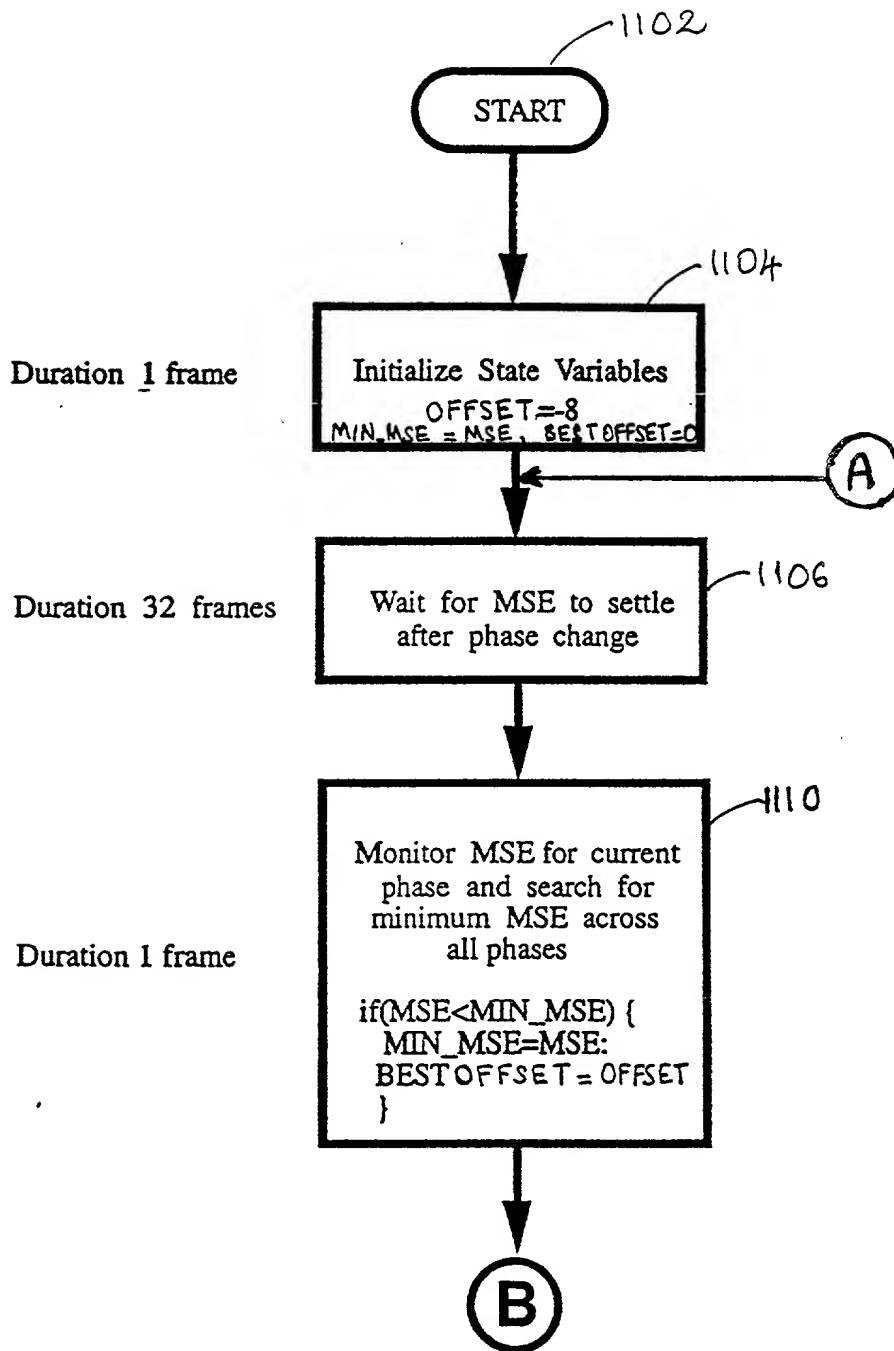 1102
START
1104
Duration 1 frame
Initialize State Variables
OFFSET=-8
MIN_MSE = MSE, BESTOFFSET=0
A
1106
Duration 32 frames
Wait for MSE to settle
after phase change
1110
Monitor MSE for current
phase and search for
minimum MSE across
all phases
Duration 1 frame
if(MSE<MIN_MSE) {
MIN_MSE=MSE:
BESTOFFSET = OFFSET
}
B